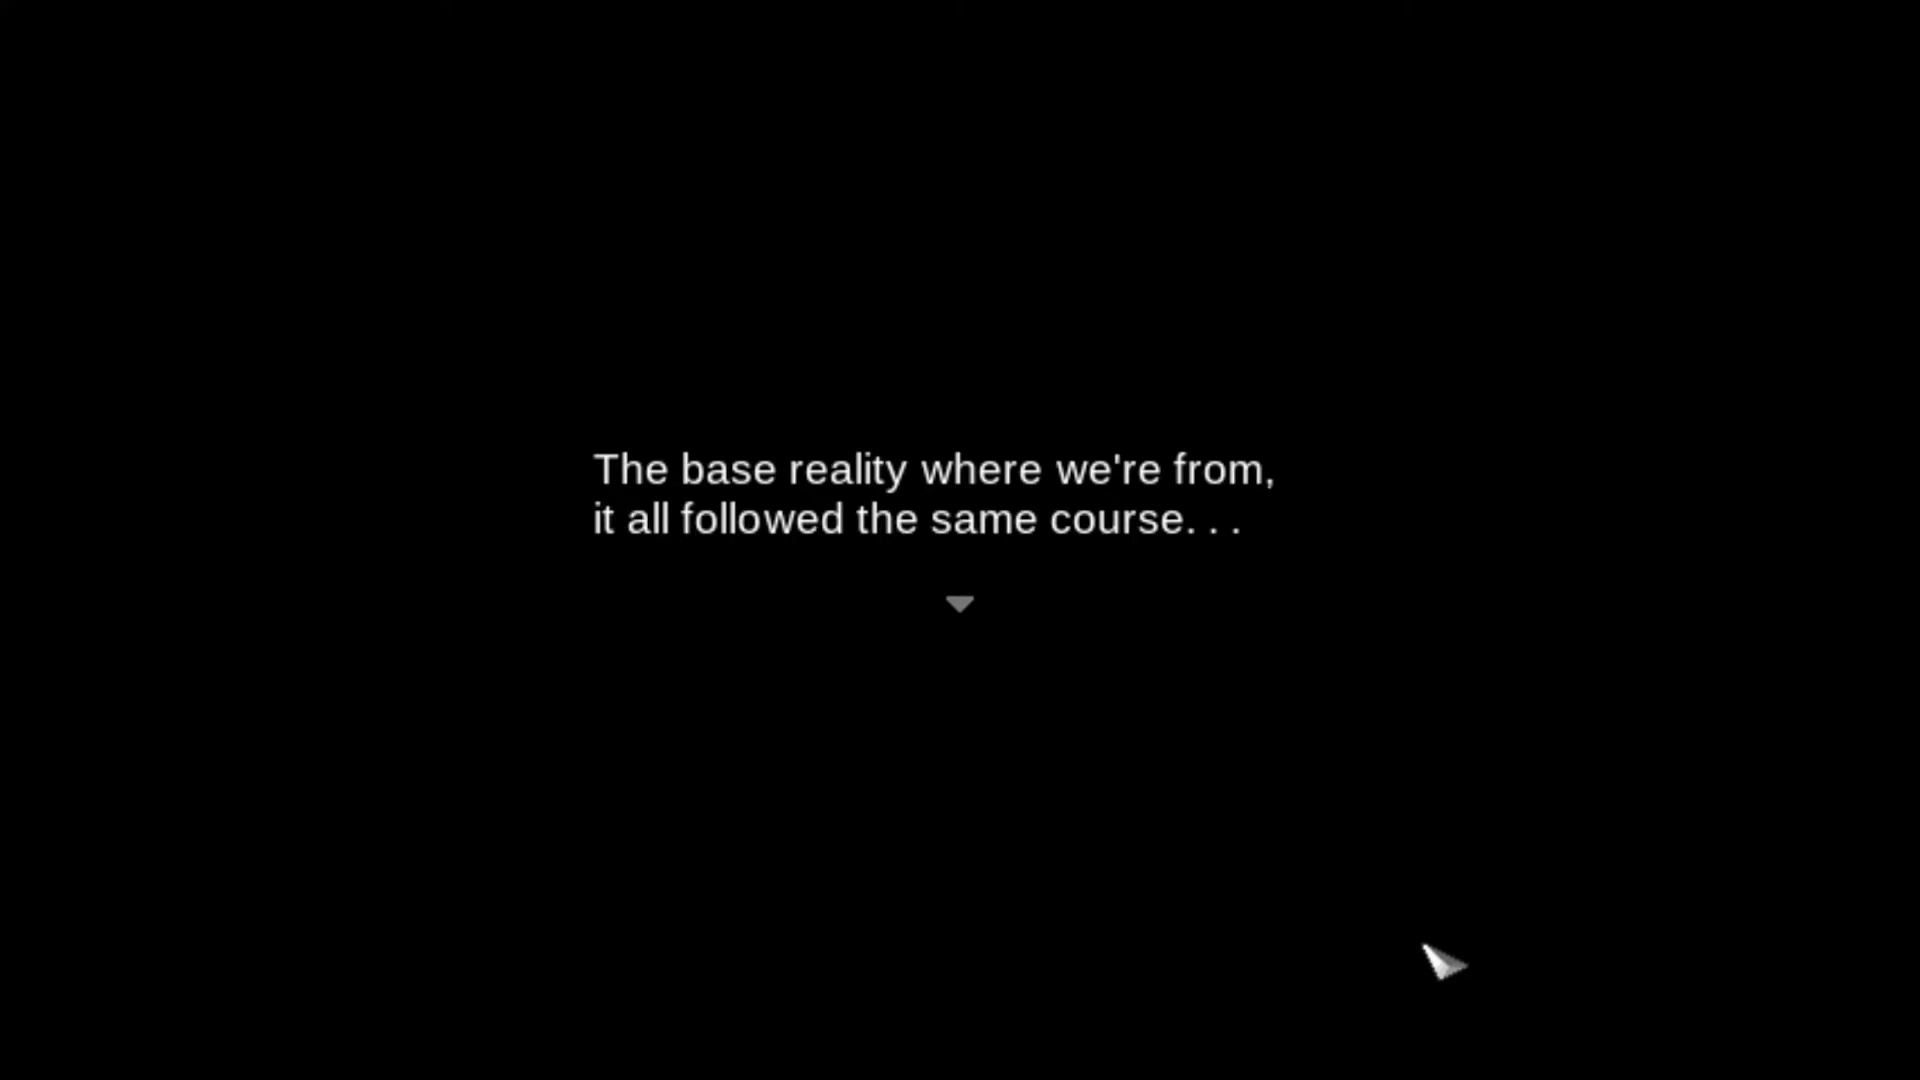 The base reality where we're from,
it all followed the same course. . .